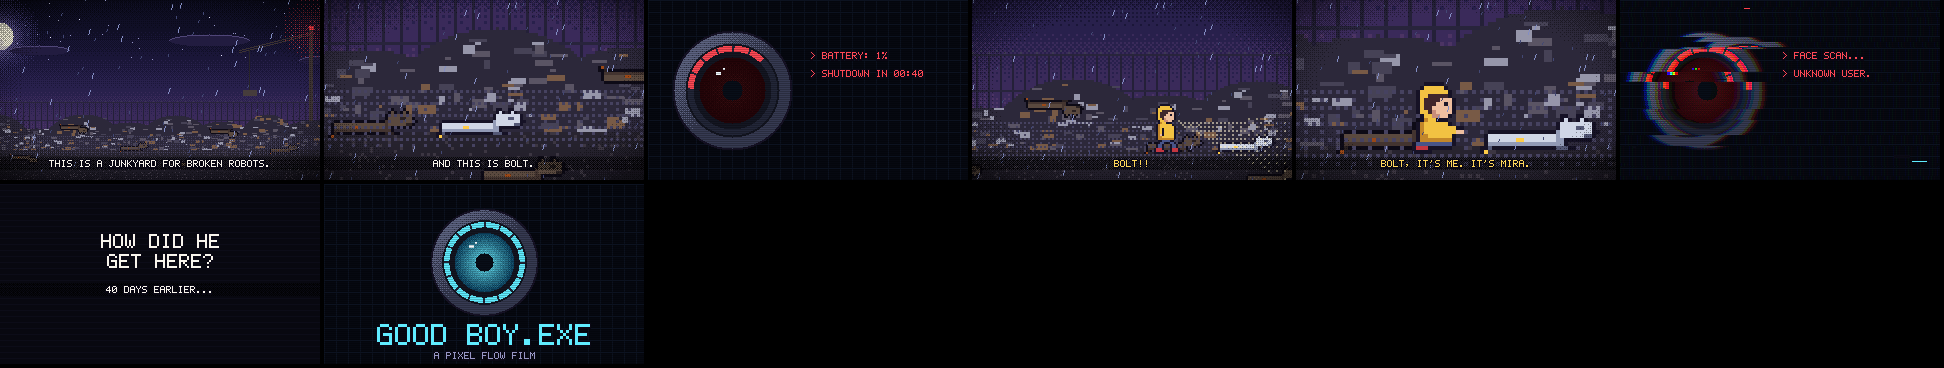 THIS IS A JUNKYARD FOR BROKEN ROBOTS.
AND THIS IS BOLT.
> BATTERY: 1%
> SHUTDOWN IN 00:40
BOLT!!
BOLT, IT'S ME. IT'S MIRA.
> FACE SCAN...
> UNKNOWN USER.
HOW DID HE
GET HERE?
40 DAYS EARLIER...
GOOD BOY.EXE
A PIXEL FLOW FILM